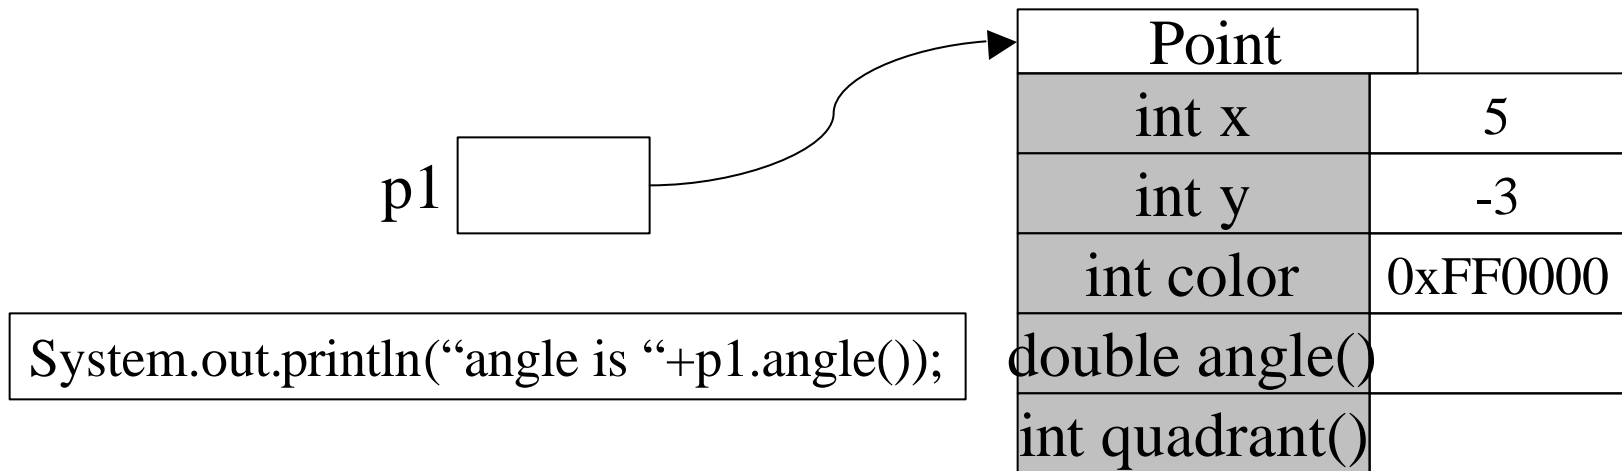 Point
int x 5
int y -3
p1
int color 0xFF0000
System.out.println(“angle is “+p1.angle());
double angle()
int quadrant()